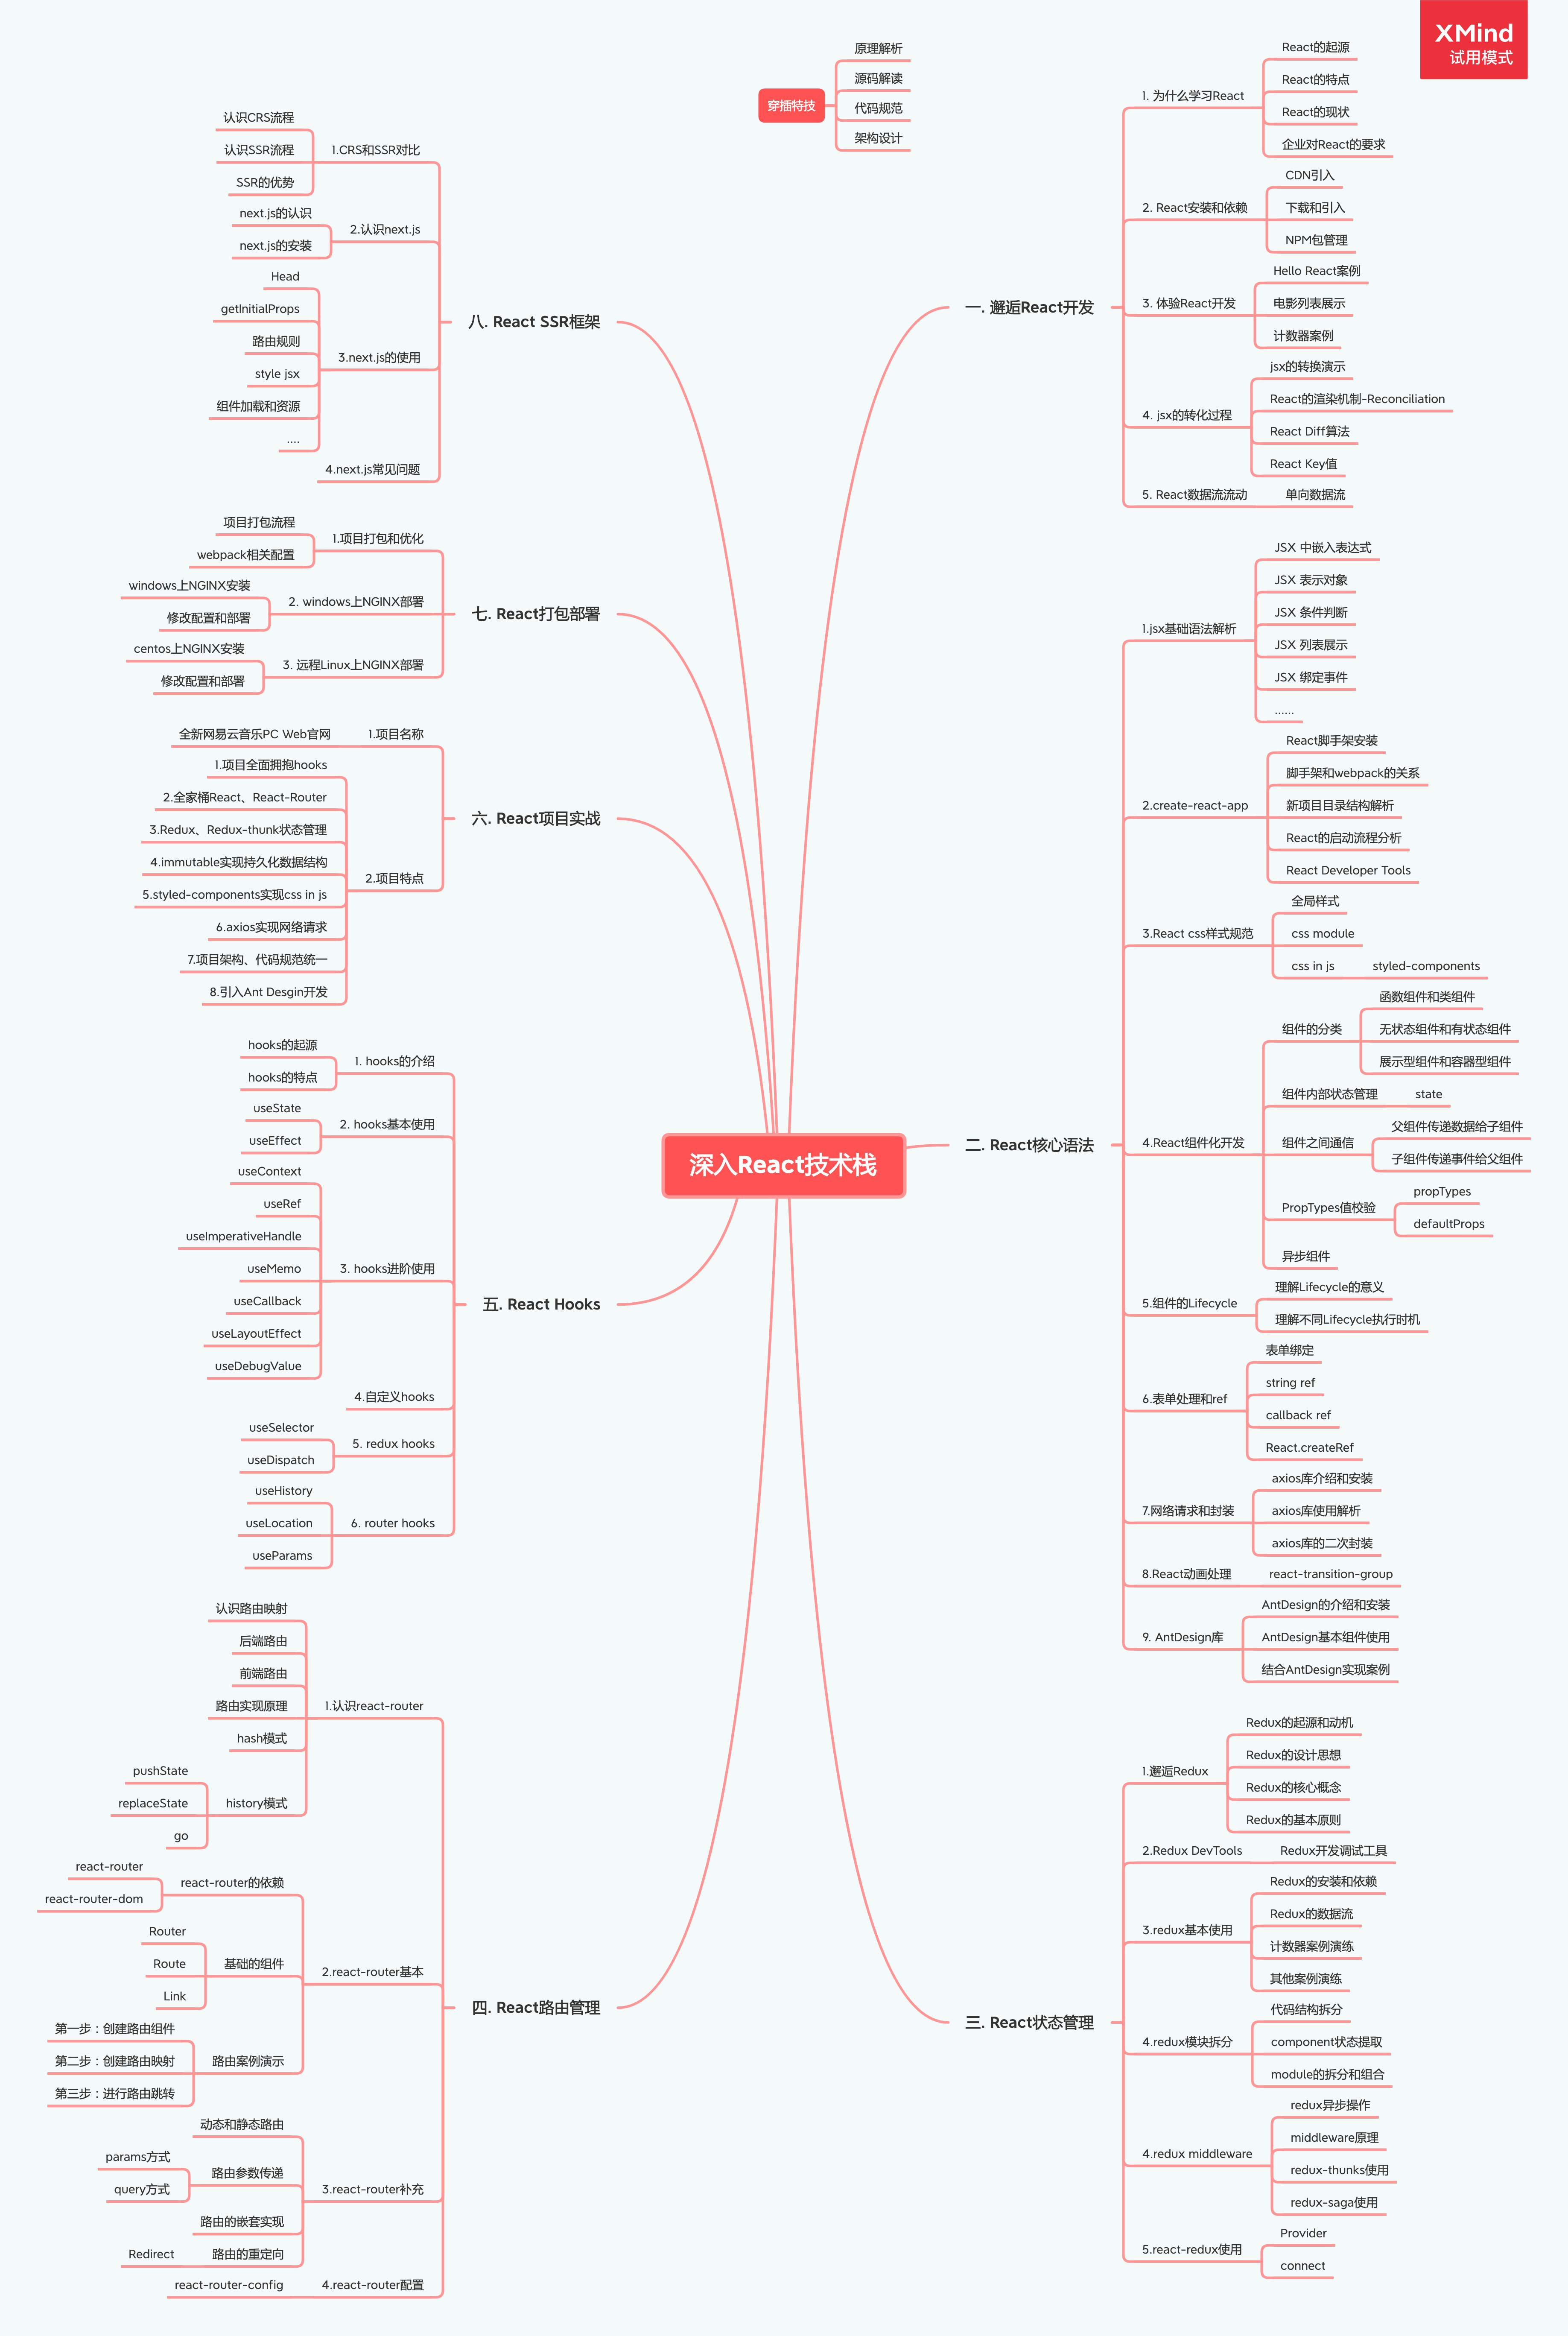 XMind
试用模式
穿插特技
原理解析
源码解读
代码规范
架构设计
深入React技术栈
一. 邂逅React开发
1. 为什么学习React
React的起源
React的特点
React的现状
企业对React的要求
2. React安装和依赖
CDN引入
下载和引入
NPM包管理
3. 体验React开发
Hello React案例
电影列表展示
计数器案例
4. jsx的转化过程
jsx的转换演示
React的渲染机制-Reconciliation
React Diff算法
React Key值
5. React数据流流动
单向数据流
二. React核心语法
1.jsx基础语法解析
JSX 中嵌入表达式
JSX 表示对象
JSX 条件判断
JSX 列表展示
JSX 绑定事件
......
2.create-react-app
React脚手架安装
脚手架和webpack的关系
新项目目录结构解析
React的启动流程分析
React Developer Tools
3.React css样式规范
全局样式
css module
css in js
styled-components
4.React组件化开发
组件的分类
函数组件和类组件
无状态组件和有状态组件
展示型组件和容器型组件
组件内部状态管理
state
组件之间通信
父组件传递数据给子组件
子组件传递事件给父组件
PropTypes值校验
propTypes
defaultProps
异步组件
5.组件的Lifecycle
理解Lifecycle的意义
理解不同Lifecycle执行时机
6.表单处理和ref
表单绑定
string ref
callback ref
React.createRef
7.网络请求和封装
axios库介绍和安装
axios库使用解析
axios库的二次封装
8.React动画处理
react-transition-group
9. AntDesign库
AntDesign的介绍和安装
AntDesign基本组件使用
结合AntDesign实现案例
三. React状态管理
1.邂逅Redux
Redux的起源和动机
Redux的设计思想
Redux的核心概念
Redux的基本原则
2.Redux DevTools
Redux开发调试工具
3.redux基本使用
Redux的安装和依赖
Redux的数据流
计数器案例演练
其他案例演练
4.redux模块拆分
代码结构拆分
component状态提取
module的拆分和组合
4.redux middleware
redux异步操作
middleware原理
redux-thunks使用
redux-saga使用
5.react-redux使用
Provider
connect
四. React路由管理
1.认识react-router
认识路由映射
后端路由
前端路由
路由实现原理
hash模式
history模式
pushState
replaceState
go
2.react-router基本
react-router的依赖
react-router
react-router-dom
基础的组件
Router
Route
Link
路由案例演示
第一步：创建路由组件
第二步：创建路由映射
第三步：进行路由跳转
3.react-router补充
动态和静态路由
路由参数传递
params方式
query方式
路由的嵌套实现
路由的重定向
Redirect
4.react-router配置
react-router-config
五. React Hooks
1. hooks的介绍
hooks的起源
hooks的特点
2. hooks基本使用
useState
useEffect
3. hooks进阶使用
useContext
useRef
useImperativeHandle
useMemo
useCallback
useLayoutEffect
useDebugValue
4.自定义hooks
5. redux hooks
useSelector
useDispatch
6. router hooks
useHistory
useLocation
useParams
六. React项目实战
1.项目名称
全新网易云音乐PC Web官网
2.项目特点
1.项目全面拥抱hooks
2.全家桶React、React-Router
3.Redux、Redux-thunk状态管理
4.immutable实现持久化数据结构
5.styled-components实现css in js
6.axios实现网络请求
7.项目架构、代码规范统一
8.引入Ant Desgin开发
七. React打包部署
1.项目打包和优化
项目打包流程
webpack相关配置
2. windows上NGINX部署
windows上NGINX安装
修改配置和部署
3. 远程Linux上NGINX部署
centos上NGINX安装
修改配置和部署
八. React SSR框架
1.CRS和SSR对比
认识CRS流程
认识SSR流程
SSR的优势
2.认识next.js
next.js的认识
next.js的安装
3.next.js的使用
Head
getInitialProps
路由规则
style jsx
组件加载和资源
....
4.next.js常见问题